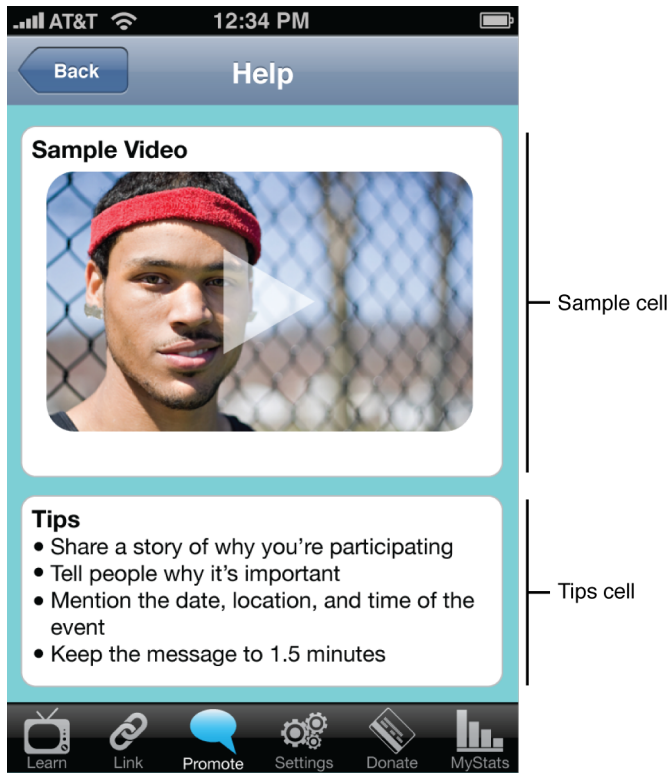 AT&T 12:34 PM
Back Help
Sample Video
Sample cell
Tips
• Share a story of why you're participating
• Tell people why it's important
• Mention the date, location, and time of the
event
• Keep the message to 1.5 minutes
Tips cell
Learn Link Promote Settings Donate MyStats